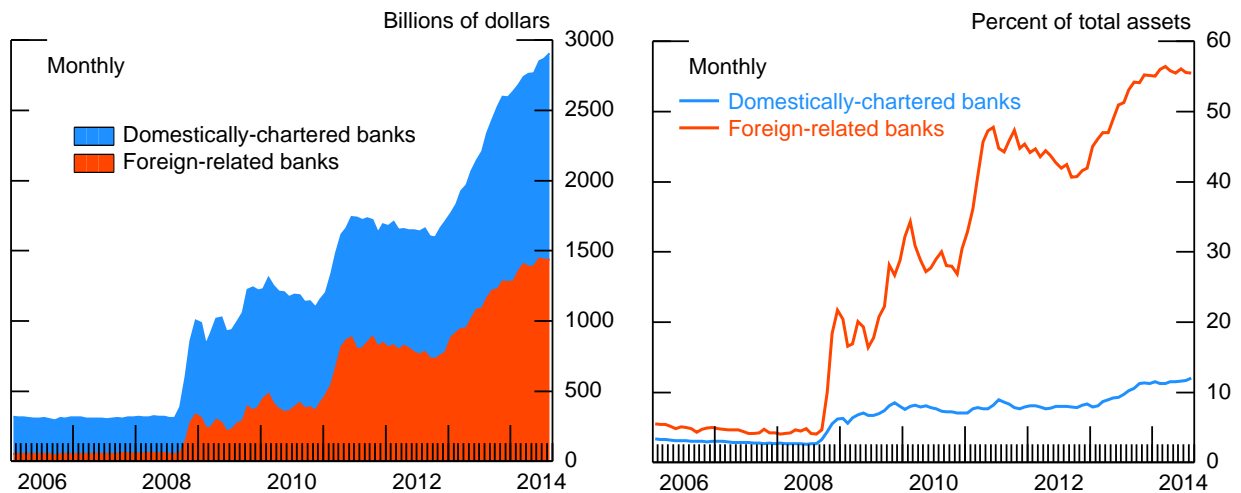 Billions of dollars
3000
Monthly
2500
Domestically-chartered banks
Foreign-related banks
2000
1500
1000
500
0
2006 2008 2010 2012 2014
Percent of total assets
60
Monthly
Domestically-chartered banks
Foreign-related banks
50
40
30
20
10
0
2006 2008 2010 2012 2014